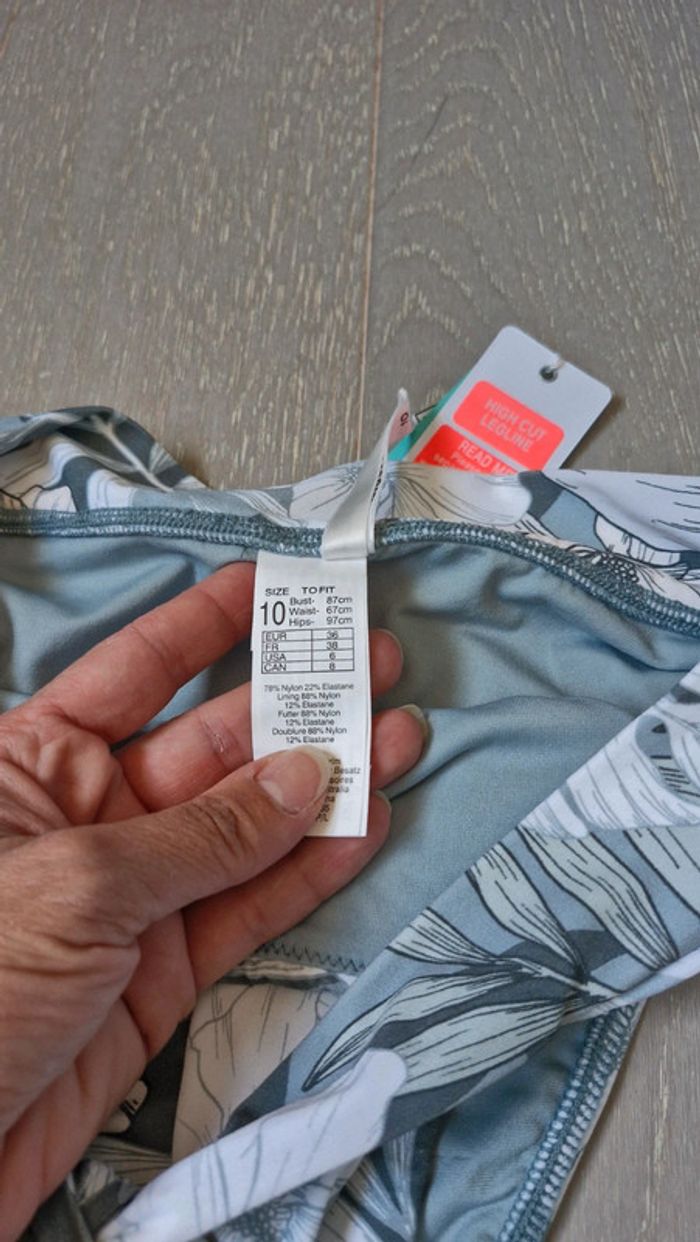 HIGH CUT
LEGLINE
READ
SIZE TO FIT
10
Bust- 87cm
Waist- 67cm
Hips- 97cm
EUR 36
FR 38
USA 6
CAN 8
78% Nylon 22% Elastane
Lining 88% Nylon
12% Elastane
Futter 88% Nylon
12% Elastane
Doublure 88% Nylon
12% Elastane
Besatz